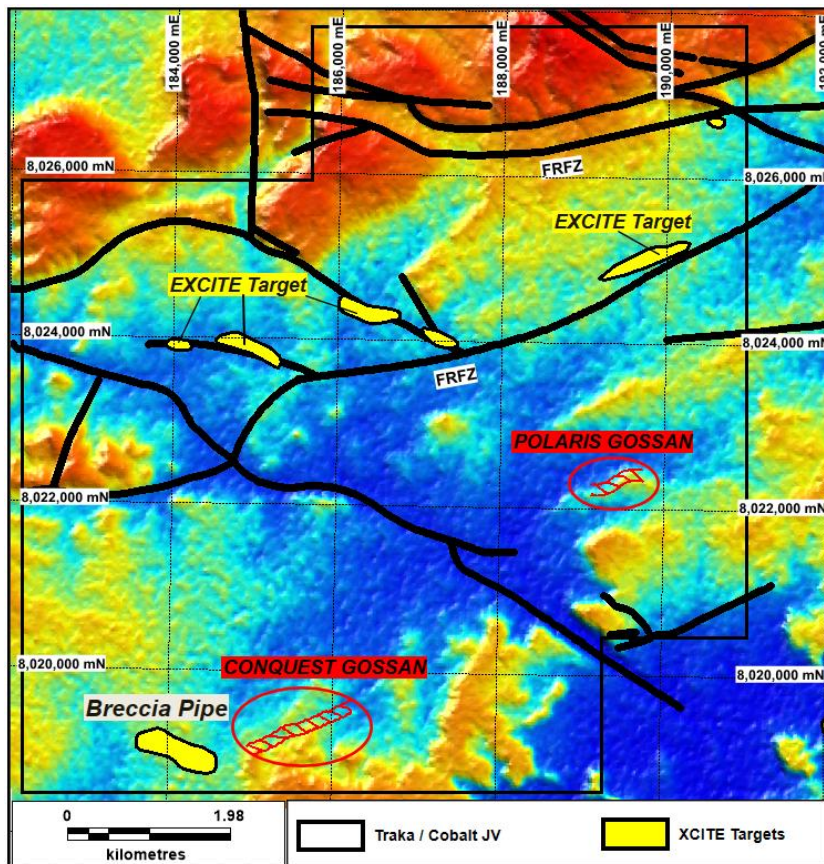 184,000 mE
186,000 mE
188,000 mE
190,000 mE
8,026,000 mN
FRFZ
8,026,000 mN
EXCITE Target
EXCITE Target
8,024,000 mN
8,024,000 mN
FRFZ
POLARIS GOSSAN
8,022,000 mN
8,022,000 mN
8,020,000 mN
CONQUEST GOSSAN
8,020,000 mN
Breccia Pipe
0
1.98
kilometres
Traka / Cobalt JV
XCITE Targets